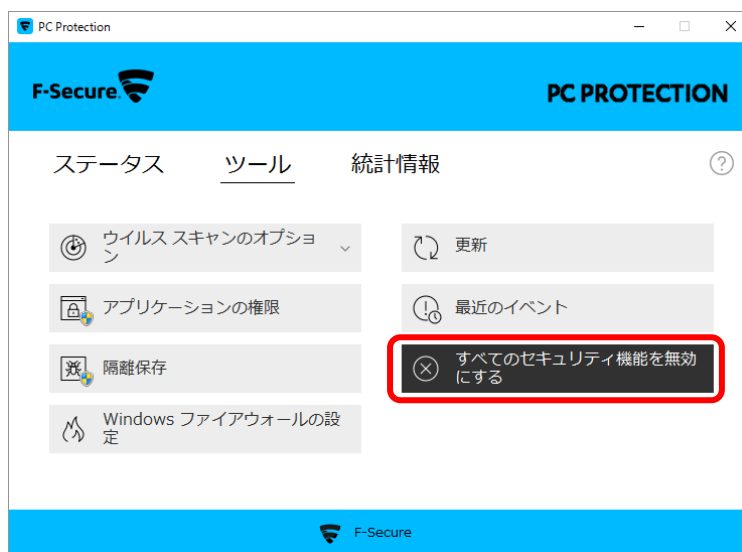 PC Protection
F-Secure.
PC PROTECTION
ステータス
ツール
統計情報
?
ウイルス スキャンのオプショ
ン
更新
アプリケーションの権限
最近のイベント
隔離保存
すべてのセキュリティ機能を無効
にする
Windows ファイアウォールの設
定
F-Secure